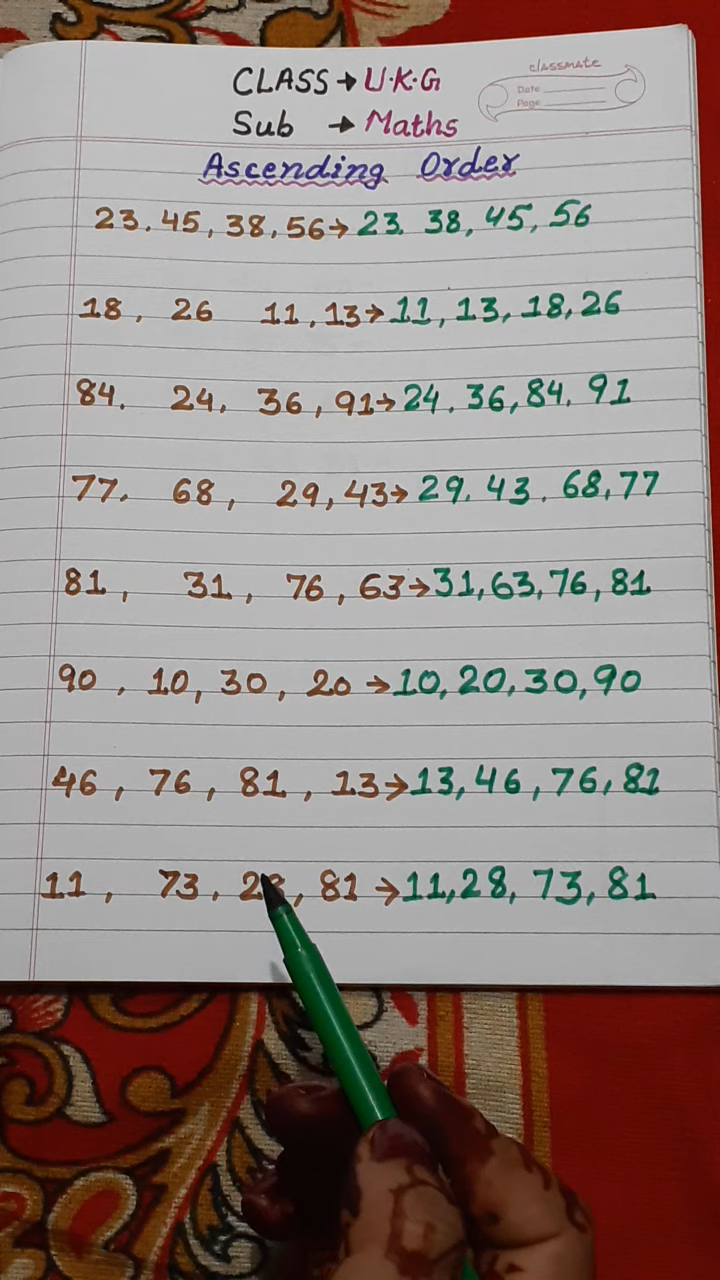 CLASS → U.K.G
classmate
Date
Page
Sub → Maths
Ascending Order
23. 45, 38, 56 → 23. 38, 45, 56
18, 26 11, 13 → 11, 13, 18, 26
84. 24. 36, 91 → 24. 36, 84. 91
77. 68, 29, 43 → 29. 43. 68, 77
81, 31, 76, 63 → 31, 63, 76, 81
90, 10, 30, 20 → 10, 20, 30, 90
46, 76, 81, 13 → 13, 46, 76, 81
11, 73, 28, 81 → 11, 28, 73, 81